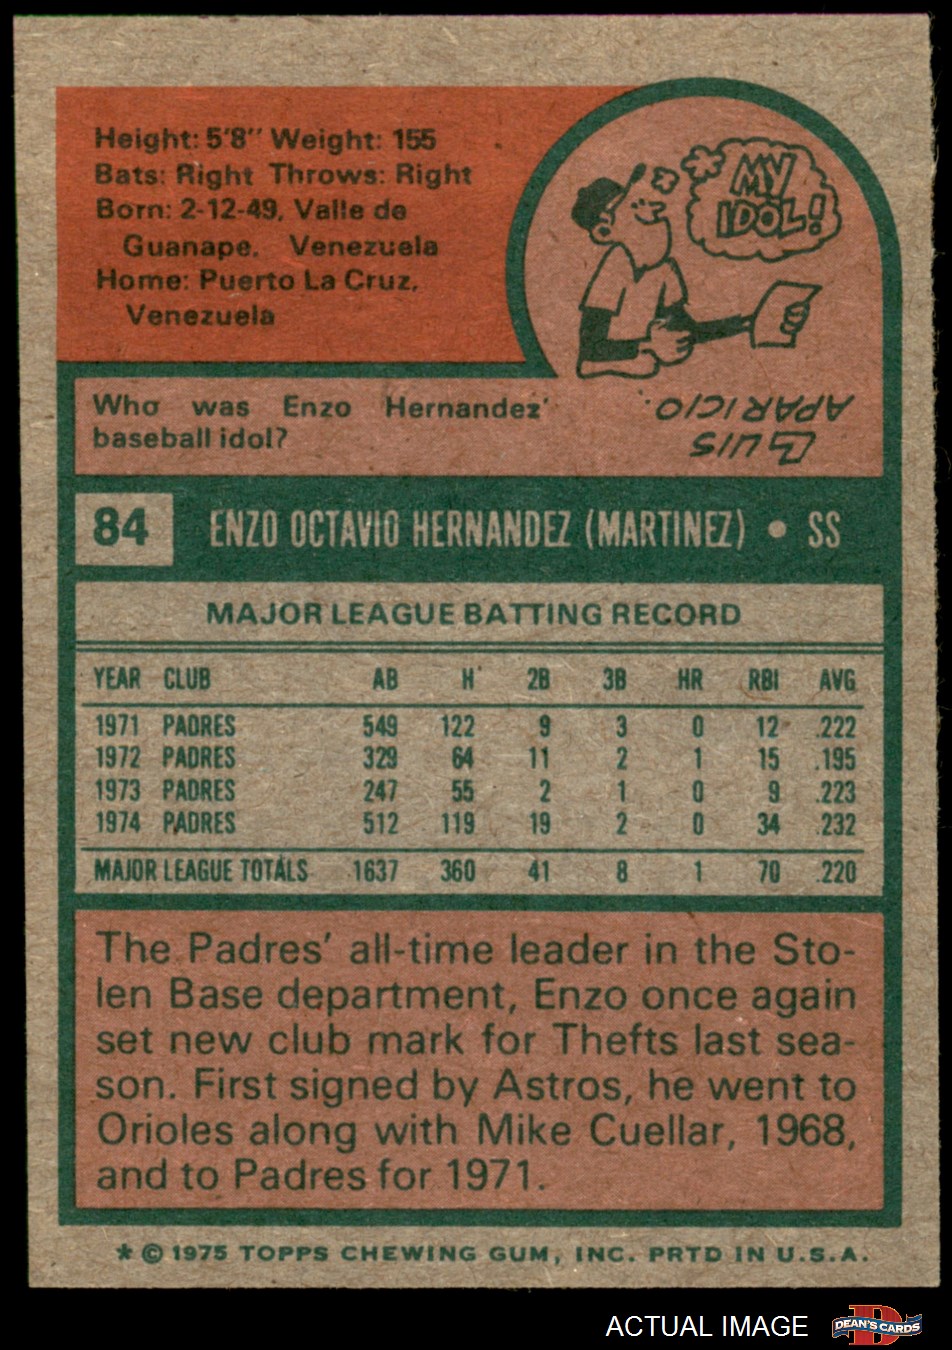 Height: 5'8" Weight: 155
Bats: Right Throws: Right
Born: 2-12-49, Valle de
Guanape, Venezuela
Home: Puerto La Cruz,
Venezuela
MY
IDOL!
Who was Enzo Hernandez'
baseball idol?
LUIS
APARICIO.
84 ENZO OCTAVIO HERNANDEZ (MARTINEZ) • SS
MAJOR LEAGUE BATTING RECORD
YEAR CLUB AB H 2B 3B HR RBI AVG
1971 PADRES 549 122 9 3 0 12 .222
1972 PADRES 329 64 11 2 1 15 .195
1973 PADRES 247 55 2 1 0 9 .223
1974 PADRES 512 119 19 2 0 34 .232
MAJOR LEAGUE TOTALS 1637 360 41 8 1 70 .220
The Padres' all-time leader in the Sto-
len Base department, Enzo once again
set new club mark for Thefts last sea-
son. First signed by Astros, he went to
Orioles along with Mike Cuellar, 1968,
and to Padres for 1971.
* © 1975 TOPPS CHEWING GUM, INC. PRTD IN U.S.A.
ACTUAL IMAGE
D
DEAN'S CARDS